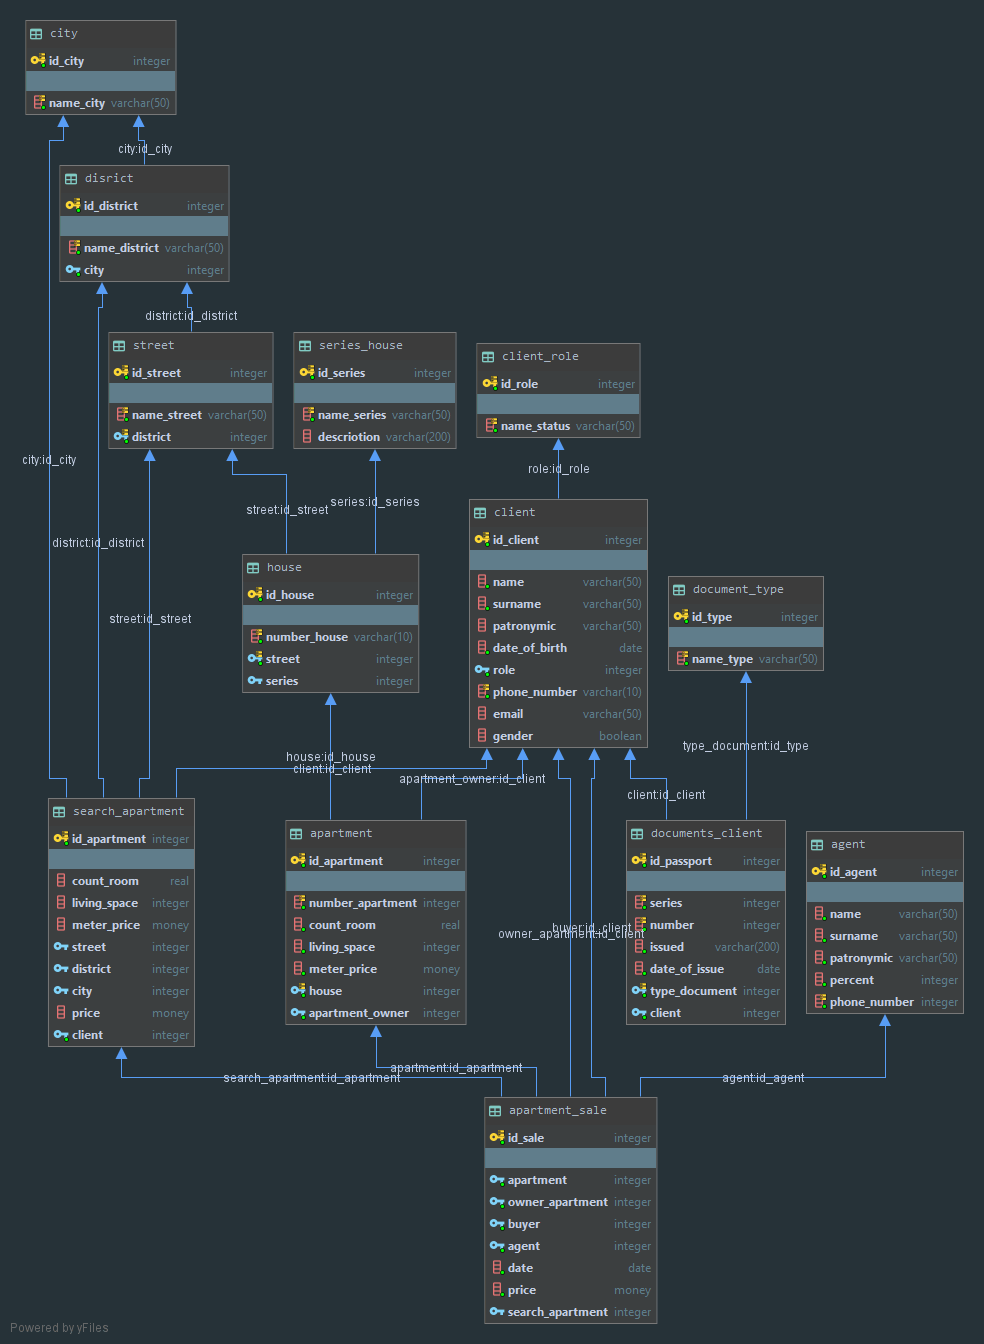 city
id_city integer
name_city varchar(50)
city:id_city
disrict
id_district integer
name_district varchar(50)
city integer
district:id_district
street
id_street integer
name_street varchar(50)
district integer
series_house
id_series integer
name_series varchar(50)
descriotion varchar(200)
client_role
id_role integer
name_status varchar(50)
city:id_city
role:id_role
street:id_street
series:id_series
district:id_district
client
id_client integer
name varchar(50)
surname varchar(50)
patronymic varchar(50)
date_of_birth date
role integer
phone_number varchar(10)
email varchar(50)
gender boolean
house
id_house integer
number_house varchar(10)
street integer
series integer
document_type
id_type integer
name_type varchar(50)
street:id_street
house:id_house
client:id_client
apartment_owner:id_client
type_document:id_type
client:id_client
search_apartment
id_apartment integer
count_room real
living_space integer
meter_price money
street integer
district integer
city integer
price money
client integer
apartment
id_apartment integer
number_apartment integer
count_room real
living_space integer
meter_price money
house integer
apartment_owner integer
documents_client
id_passport integer
series integer
number integer
issued varchar(200)
date_of_issue date
type_document integer
client integer
agent
id_agent integer
name varchar(50)
surname varchar(50)
patronymic varchar(50)
percent integer
phone_number integer
buyer:id_client
owner_apartment:id_client
apartment:id_apartment
search_apartment:id_apartment
agent:id_agent
apartment_sale
id_sale integer
apartment integer
owner_apartment integer
buyer integer
agent integer
date date
price money
search_apartment integer
Powered by yFiles